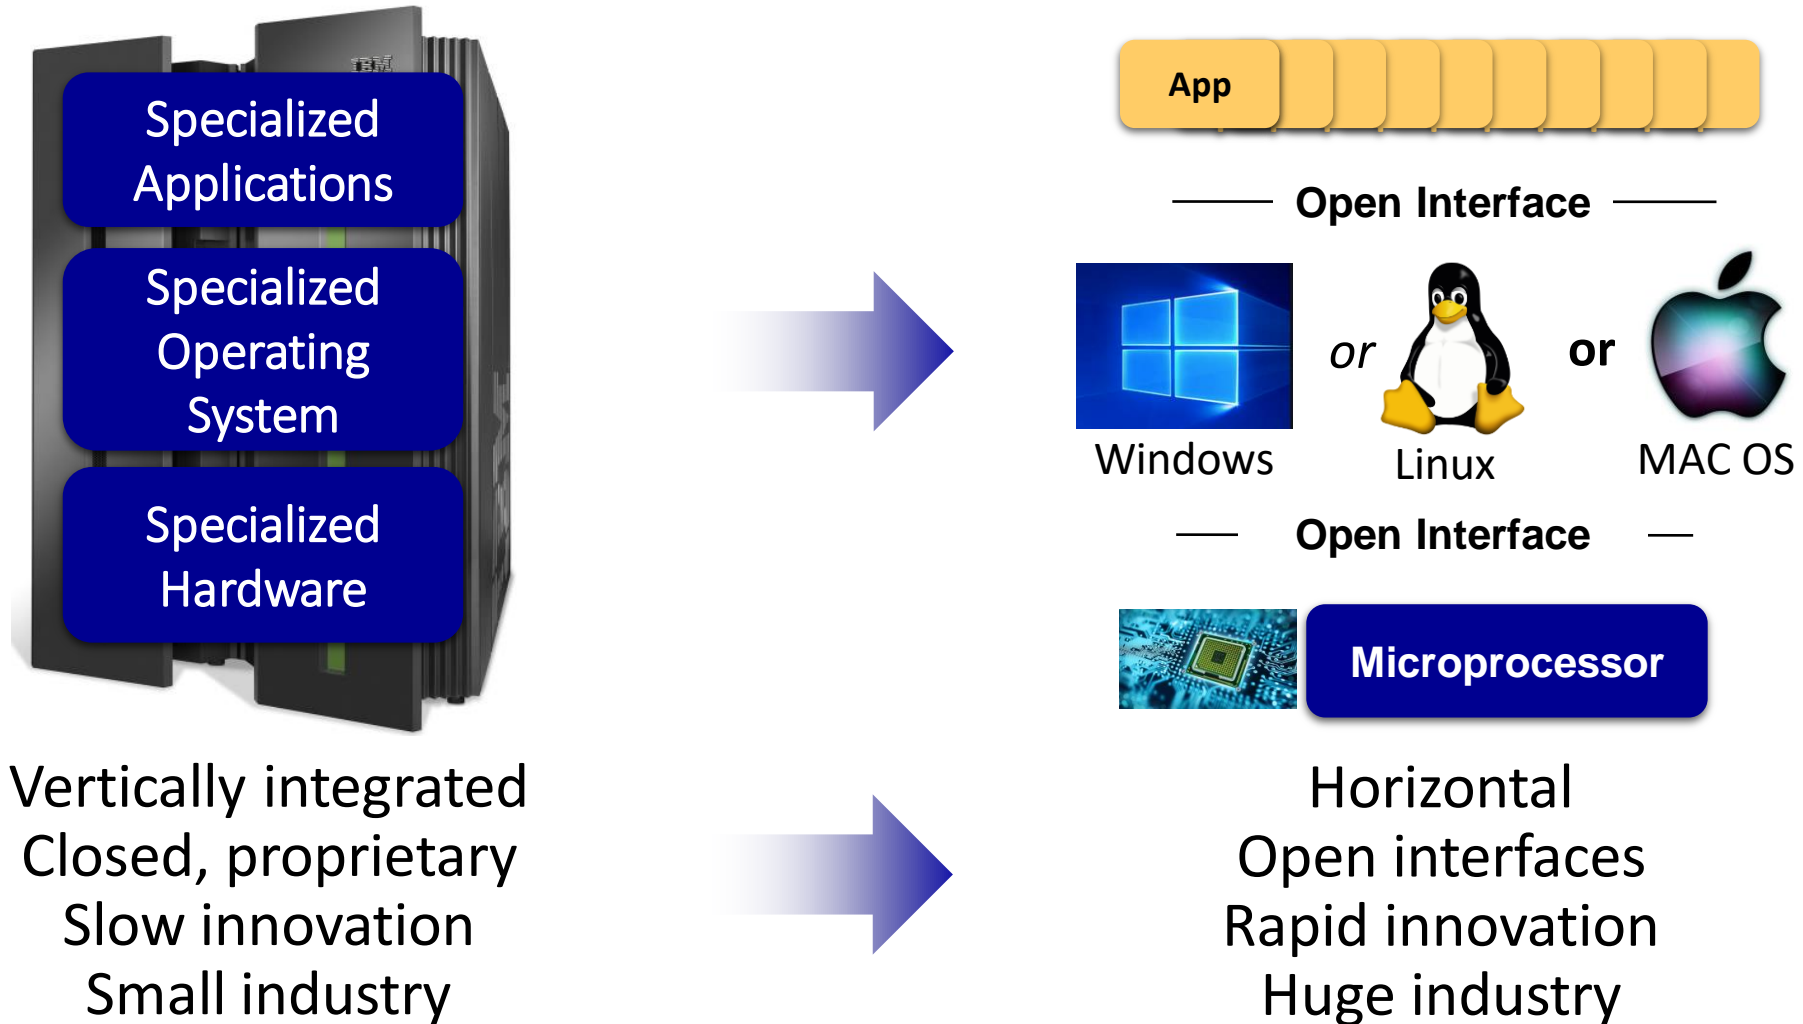 IBM
Specialized
Applications
Specialized
Operating
System
Specialized
Hardware
Vertically integrated
Closed, proprietary
Slow innovation
Small industry
App
Open Interface
or
or
Windows
Linux
MAC OS
Open Interface
Microprocessor
Horizontal
Open interfaces
Rapid innovation
Huge industry